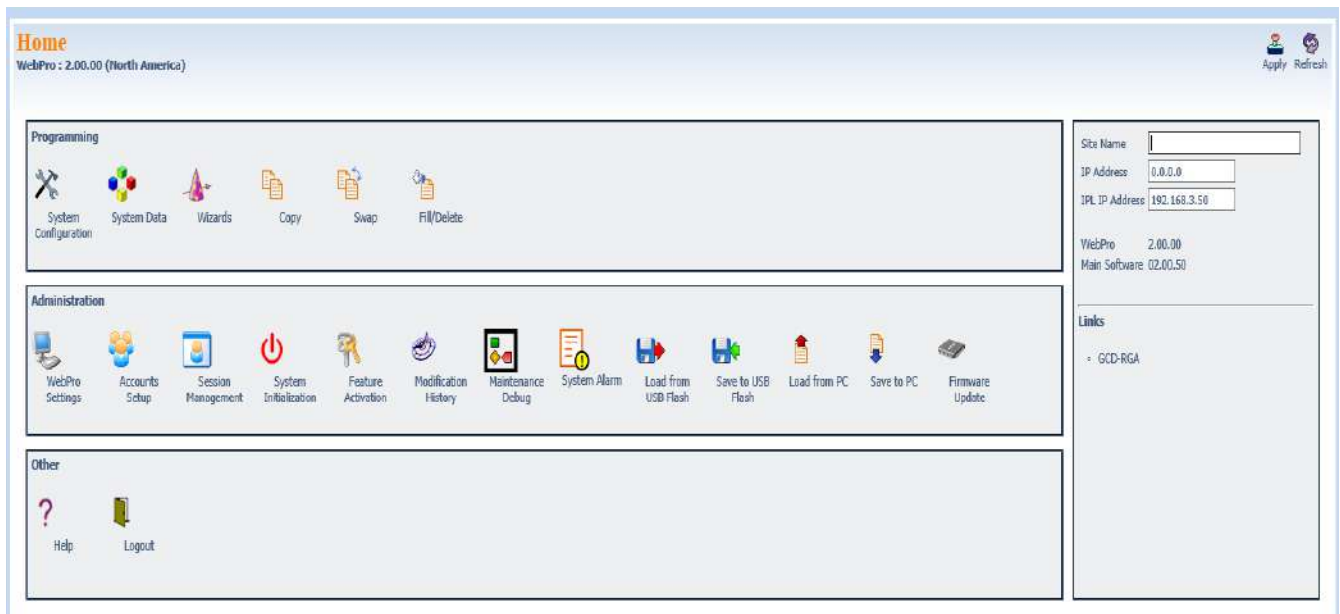 Home
WebPro : 2.00.00 (North America)
Apply Refresh
Programming
System Configuration
System Data
Wizards
Copy
Swap
Fill/Delete
Administration
WebPro Settings
Accounts Setup
Session Management
System Initialization
Feature Activation
Modification History
Maintenance Debug
System Alarm
Load from USB Flash
Save to USB Flash
Load from PC
Save to PC
Firmware Update
Other
Help
Logout
Site Name
IP Address 0.0.0.0
IPL IP Address 192.168.3.50
WebPro 2.00.00
Main Software 02.00.50
Links
GCD-RGA